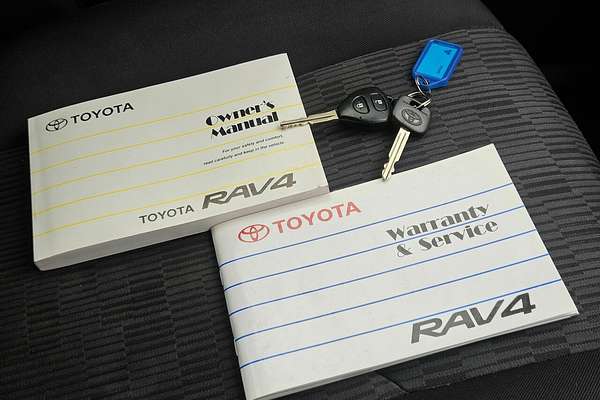 TOYOTA
Owner's
Manual
For your safety and comfort,
read carefully and keep in the vehicle.
TOYOTA RAV4
TOYOTA
Warranty
& Service
RAV4